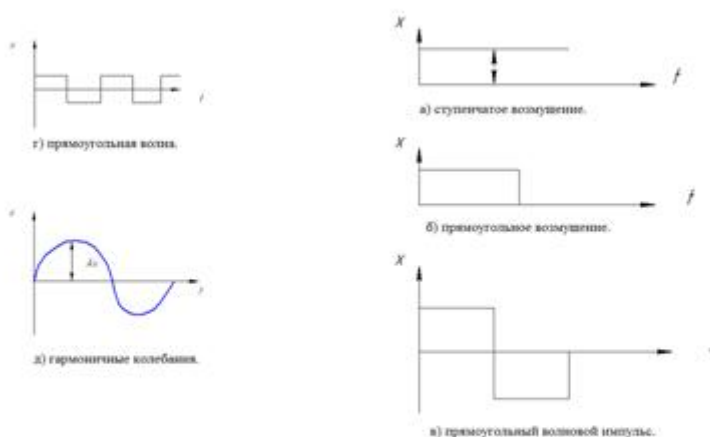 X
t
а) ступенчатое возмущение.
X
t
б) прямоугольное возмущение.
X
в) прямоугольный волновой импульс.
г) прямоугольная волна.
д) гармоничные колебания.